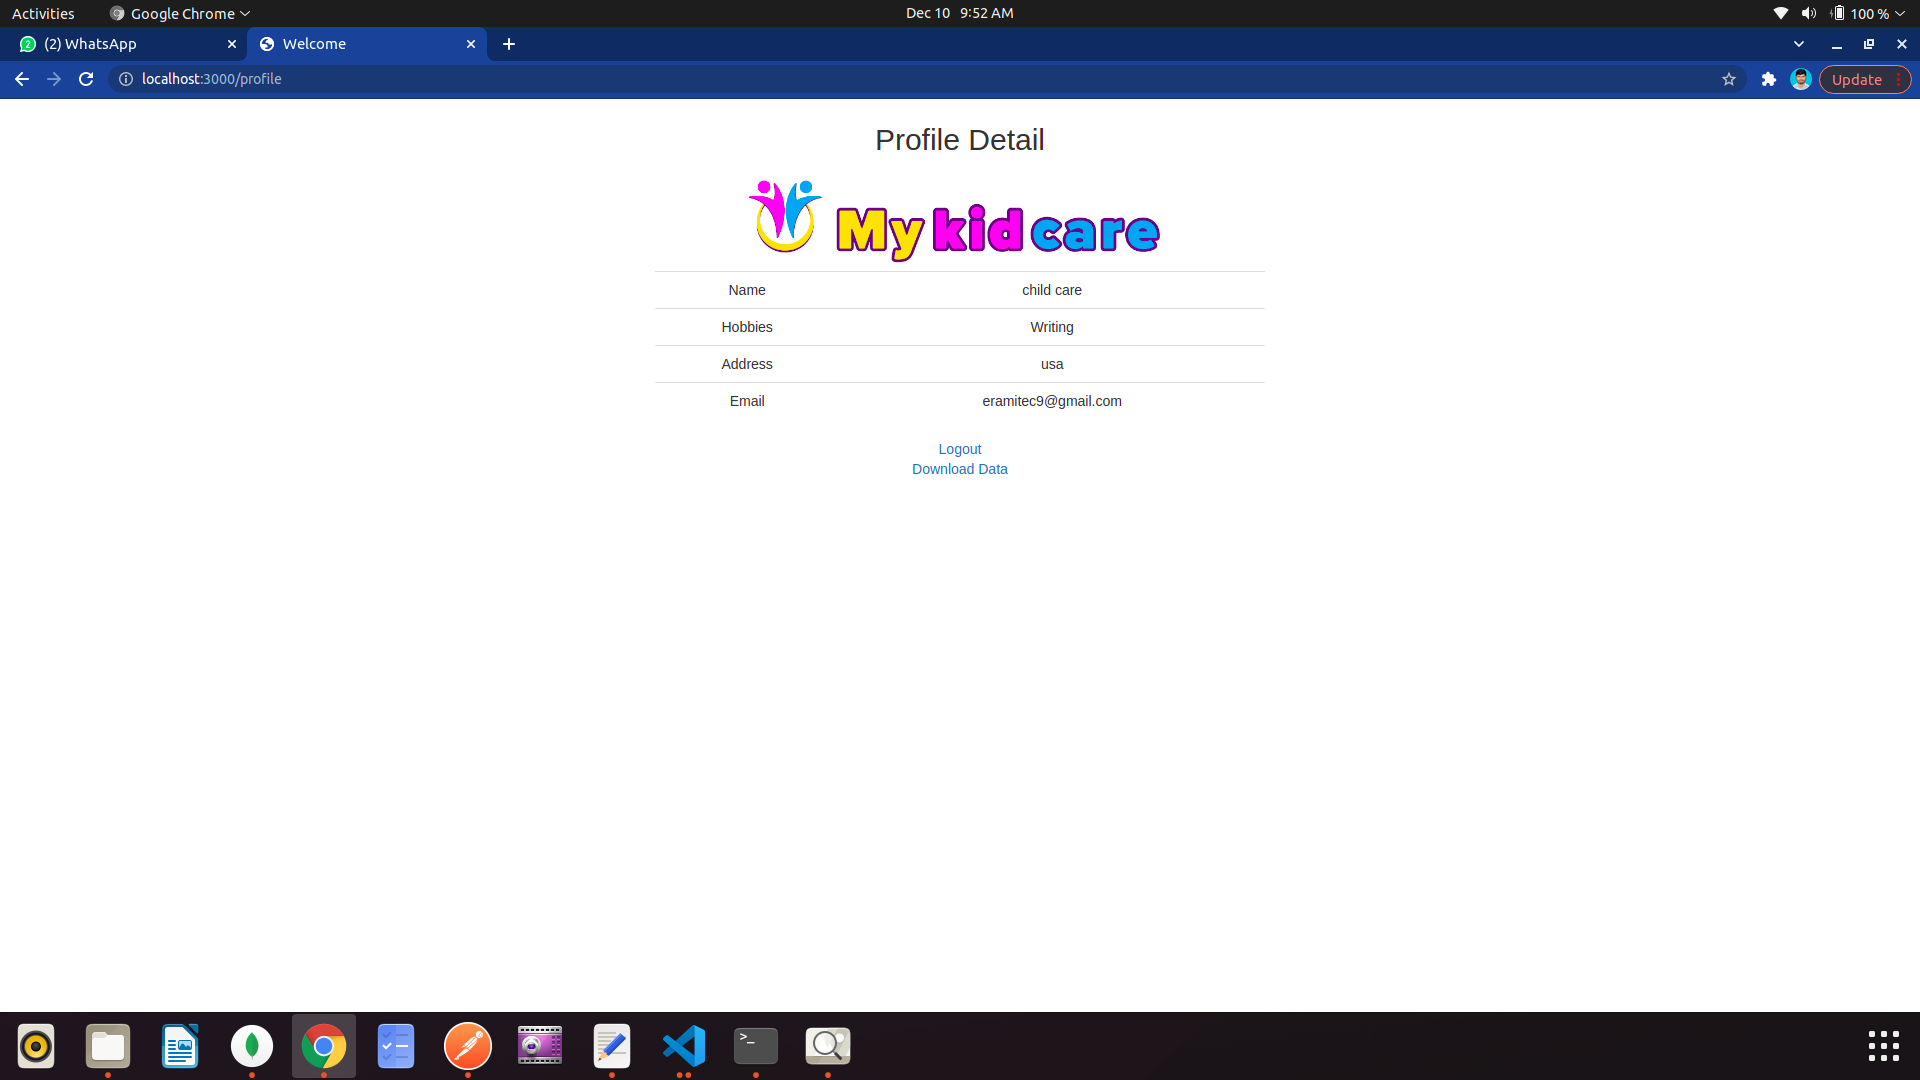 Activities Google Chrome Dec 10 9:52 AM 100 %
2 (2) WhatsApp Welcome
localhost:3000/profile Update
Profile Detail
My kid care
Name child care
Hobbies Writing
Address usa
Email eramitec9@gmail.com
Logout
Download Data
>_